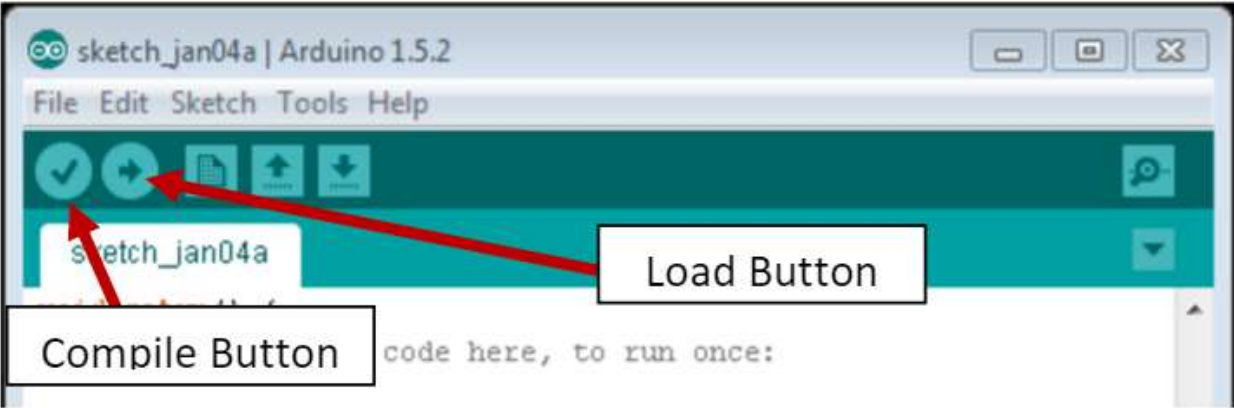 sketch_jan04a | Arduino 1.5.2
File Edit Sketch Tools Help
sketch_jan04a
Load Button
Compile Button
code here, to run once: